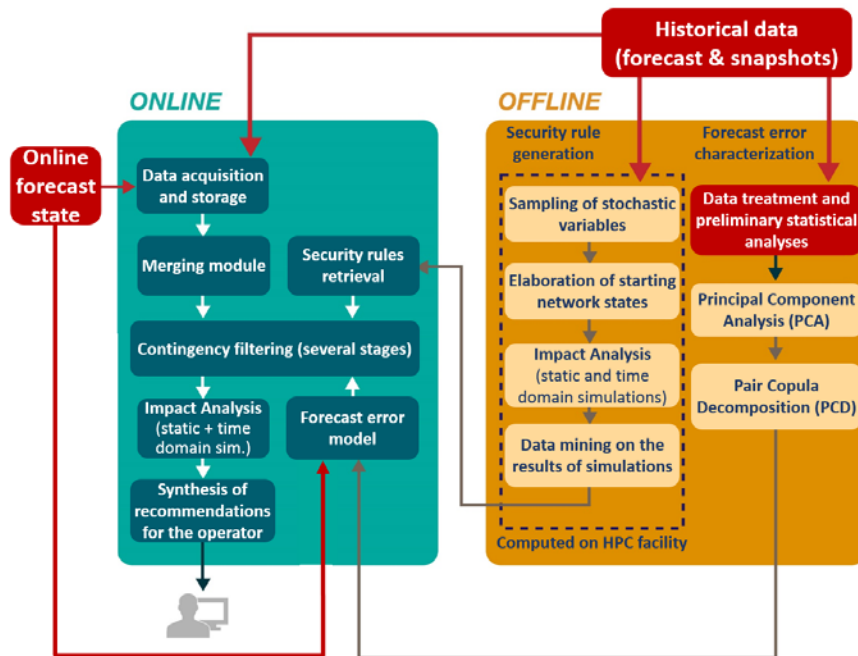 Historical data
(forecast & snapshots)
ONLINE
OFFLINE
Online
forecast
state
Data acquisition
and storage
Merging module
Security rules
retrieval
Contingency filtering (several stages)
Impact Analysis
(static + time
domain sim.)
Forecast error
model
Synthesis of
recommendations
for the operator
Security rule
generation
Sampling of stochastic
variables
Elaboration of starting
network states
Impact Analysis
(static and time
domain simulations)
Data mining on the
results of simulations
Computed on HPC facility
Forecast error
characterization
Data treatment and
preliminary statistical
analyses
Principal Component
Analysis (PCA)
Pair Copula
Decomposition (PCD)